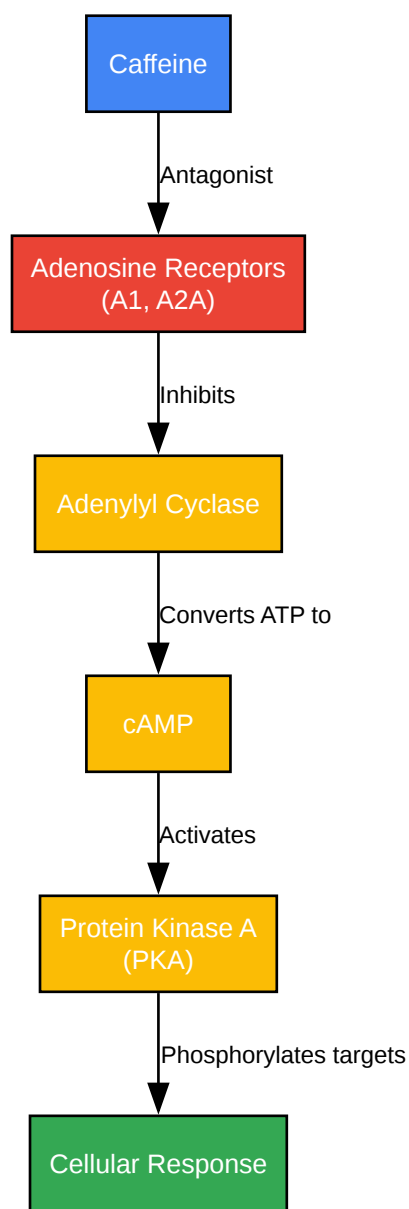 Caffeine
Antagonist
Adenosine Receptors
(A1, A2A)
Inhibits
Adenylyl Cyclase
Converts ATP to
cAMP
Activates
Protein Kinase A
(PKA)
Phosphorylates targets
Cellular Response